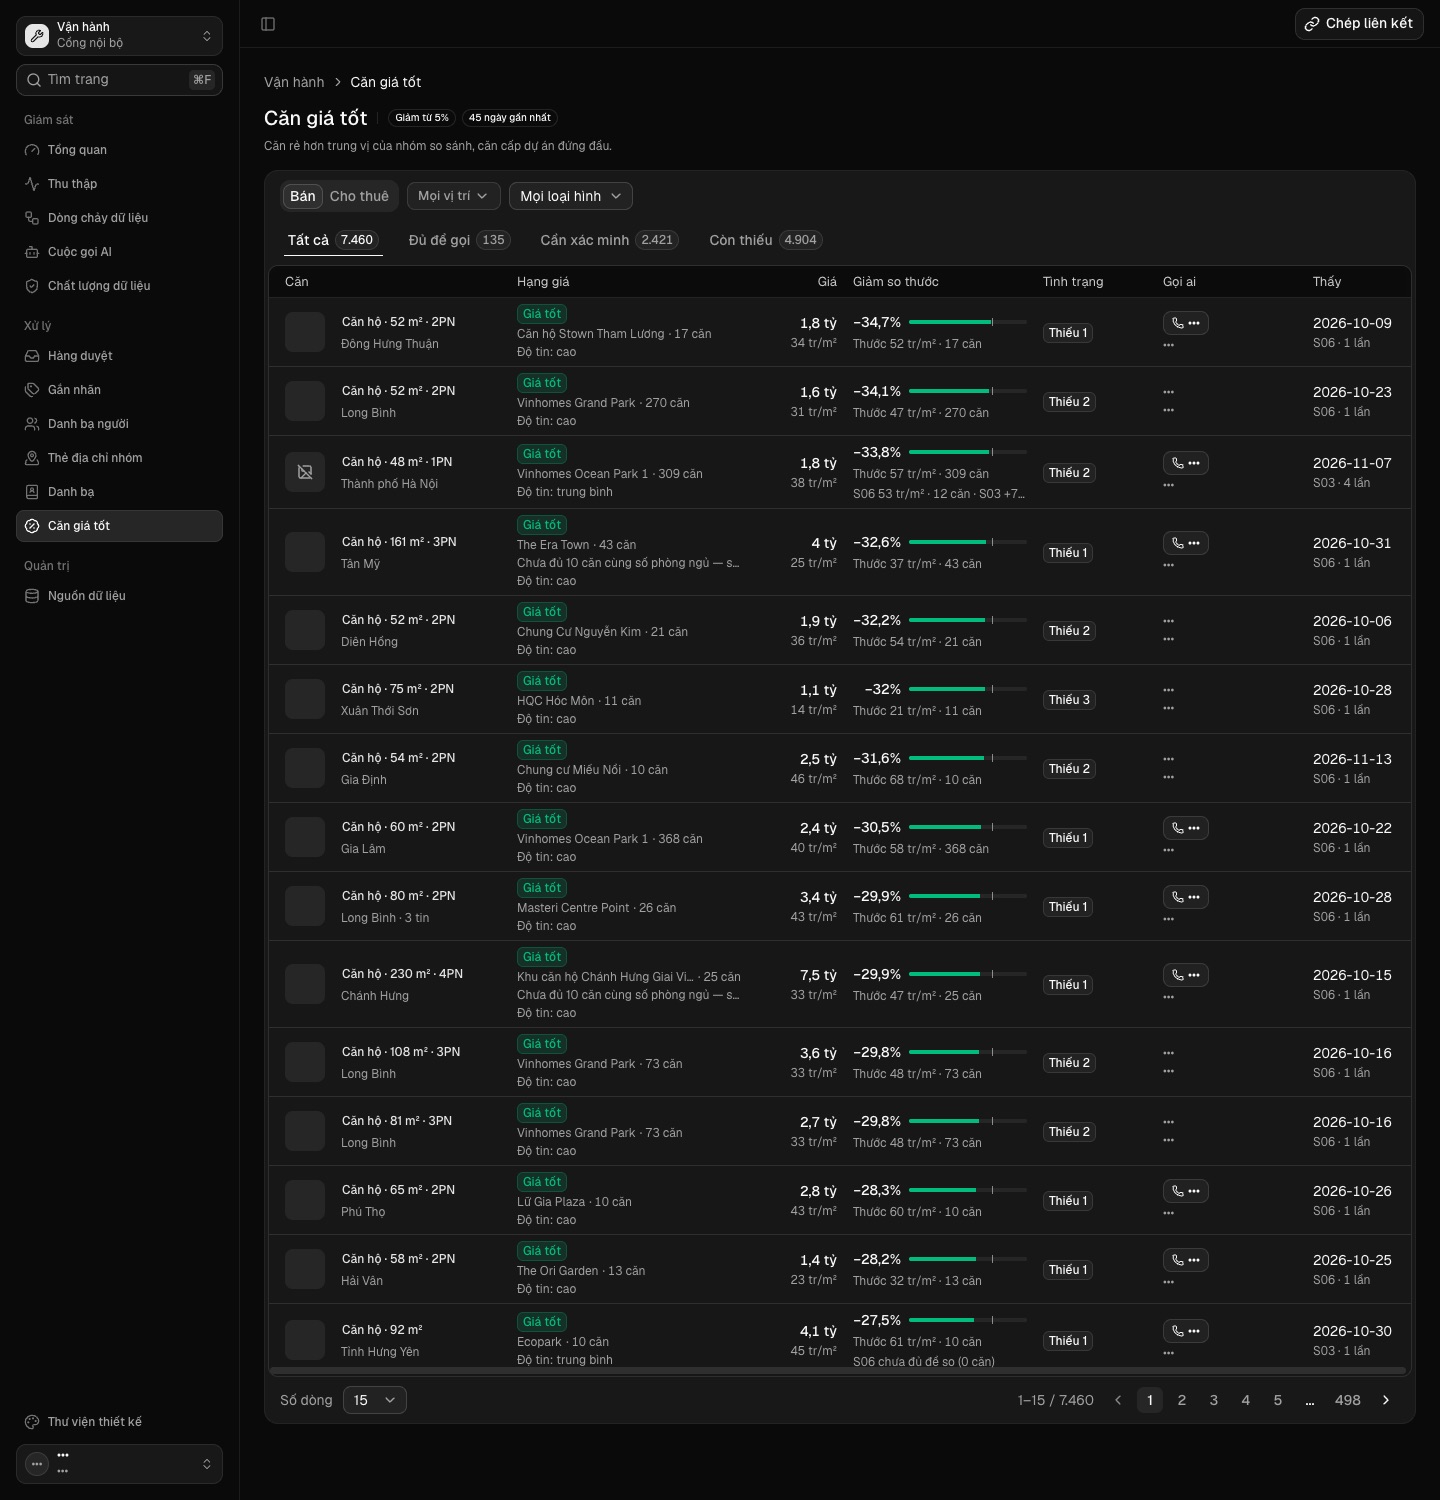 Vận hành
Cổng nội bộ
Tìm trang
⌘F
Giám sát
Tổng quan
Thu thập
Dòng chảy dữ liệu
Cuộc gọi AI
Chất lượng dữ liệu
Xử lý
Hàng duyệt
Gắn nhãn
Danh bạ người
Thẻ địa chỉ nhóm
Danh bạ
Căn giá tốt
Quản trị
Nguồn dữ liệu
Thư viện thiết kế
•••
•••
•••
Chép liên kết
Vận hành > Căn giá tốt
Căn giá tốt
Giảm từ 5%
45 ngày gần nhất
Căn rẻ hơn trung vị của nhóm so sánh, căn cấp dự án đứng đầu.
Bán
Cho thuê
Mọi vị trí
Mọi loại hình
Tất cả 7.460
Đủ để gọi 135
Cần xác minh 2.421
Còn thiếu 4.904
Căn
Hạng giá
Giá
Giảm so thước
Tình trạng
Gọi ai
Thấy
Căn hộ · 52 m² · 2PN
Đông Hưng Thuận
Giá tốt
Căn hộ Stown Tham Lương · 17 căn
Độ tin: cao
1,8 tỷ
34 tr/m²
−34,7%
Thước 52 tr/m² · 17 căn
Thiếu 1
•••
•••
2026-10-09
S06 · 1 lần
Căn hộ · 52 m² · 2PN
Long Bình
Giá tốt
Vinhomes Grand Park · 270 căn
Độ tin: cao
1,6 tỷ
31 tr/m²
−34,1%
Thước 47 tr/m² · 270 căn
Thiếu 2
•••
•••
2026-10-23
S06 · 1 lần
Căn hộ · 48 m² · 1PN
Thành phố Hà Nội
Giá tốt
Vinhomes Ocean Park 1 · 309 căn
Độ tin: trung bình
1,8 tỷ
38 tr/m²
−33,8%
Thước 57 tr/m² · 309 căn
S06 53 tr/m² · 12 căn · S03 +7…
Thiếu 2
•••
•••
2026-11-07
S03 · 4 lần
Căn hộ · 161 m² · 3PN
Tân Mỹ
Giá tốt
The Era Town · 43 căn
Chưa đủ 10 căn cùng số phòng ngủ — s…
Độ tin: cao
4 tỷ
25 tr/m²
−32,6%
Thước 37 tr/m² · 43 căn
Thiếu 1
•••
•••
2026-10-31
S06 · 1 lần
Căn hộ · 52 m² · 2PN
Diên Hồng
Giá tốt
Chung Cư Nguyễn Kim · 21 căn
Độ tin: cao
1,9 tỷ
36 tr/m²
−32,2%
Thước 54 tr/m² · 21 căn
Thiếu 2
•••
•••
2026-10-06
S06 · 1 lần
Căn hộ · 75 m² · 2PN
Xuân Thới Sơn
Giá tốt
HQC Hóc Môn · 11 căn
Độ tin: cao
1,1 tỷ
14 tr/m²
−32%
Thước 21 tr/m² · 11 căn
Thiếu 3
•••
•••
2026-10-28
S06 · 1 lần
Căn hộ · 54 m² · 2PN
Gia Định
Giá tốt
Chung cư Miếu Nổi · 10 căn
Độ tin: cao
2,5 tỷ
46 tr/m²
−31,6%
Thước 68 tr/m² · 10 căn
Thiếu 2
•••
•••
2026-11-13
S06 · 1 lần
Căn hộ · 60 m² · 2PN
Gia Lâm
Giá tốt
Vinhomes Ocean Park 1 · 368 căn
Độ tin: cao
2,4 tỷ
40 tr/m²
−30,5%
Thước 58 tr/m² · 368 căn
Thiếu 1
•••
•••
2026-10-22
S06 · 1 lần
Căn hộ · 80 m² · 2PN
Long Bình · 3 tin
Giá tốt
Masteri Centre Point · 26 căn
Độ tin: cao
3,4 tỷ
43 tr/m²
−29,9%
Thước 61 tr/m² · 26 căn
Thiếu 1
•••
•••
2026-10-28
S06 · 1 lần
Căn hộ · 230 m² · 4PN
Chánh Hưng
Giá tốt
Khu căn hộ Chánh Hưng Giai Vi… · 25 căn
Chưa đủ 10 căn cùng số phòng ngủ — s…
Độ tin: cao
7,5 tỷ
33 tr/m²
−29,9%
Thước 47 tr/m² · 25 căn
Thiếu 1
•••
•••
2026-10-15
S06 · 1 lần
Căn hộ · 108 m² · 3PN
Long Bình
Giá tốt
Vinhomes Grand Park · 73 căn
Độ tin: cao
3,6 tỷ
33 tr/m²
−29,8%
Thước 48 tr/m² · 73 căn
Thiếu 2
•••
•••
2026-10-16
S06 · 1 lần
Căn hộ · 81 m² · 3PN
Long Bình
Giá tốt
Vinhomes Grand Park · 73 căn
Độ tin: cao
2,7 tỷ
33 tr/m²
−29,8%
Thước 48 tr/m² · 73 căn
Thiếu 2
•••
•••
2026-10-16
S06 · 1 lần
Căn hộ · 65 m² · 2PN
Phú Thọ
Giá tốt
Lữ Gia Plaza · 10 căn
Độ tin: cao
2,8 tỷ
43 tr/m²
−28,3%
Thước 60 tr/m² · 10 căn
Thiếu 1
•••
•••
2026-10-26
S06 · 1 lần
Căn hộ · 58 m² · 2PN
Hải Vân
Giá tốt
The Ori Garden · 13 căn
Độ tin: cao
1,4 tỷ
23 tr/m²
−28,2%
Thước 32 tr/m² · 13 căn
Thiếu 1
•••
•••
2026-10-25
S06 · 1 lần
Căn hộ · 92 m²
Tỉnh Hưng Yên
Giá tốt
Ecopark · 10 căn
Độ tin: trung bình
4,1 tỷ
45 tr/m²
−27,5%
Thước 61 tr/m² · 10 căn
S06 chưa đủ để so (0 căn)
Thiếu 1
•••
•••
2026-10-30
S03 · 1 lần
Số dòng
15
1–15 / 7.460
1 2 3 4 5 … 498